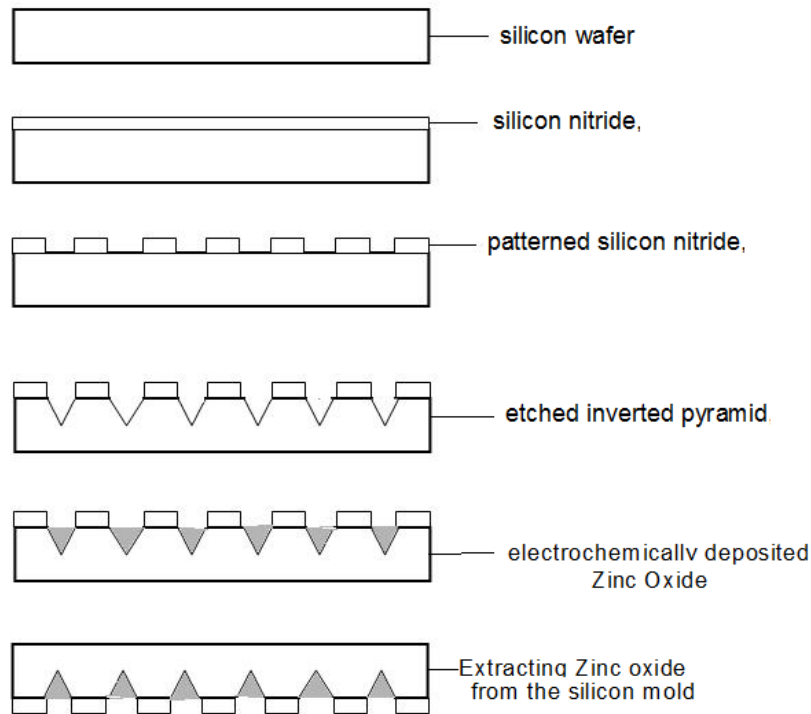 silicon wafer
silicon nitride,
patterned silicon nitride,
etched inverted pyramid
electrochemically deposited
Zinc Oxide
Extracting Zinc oxide
from the silicon mold